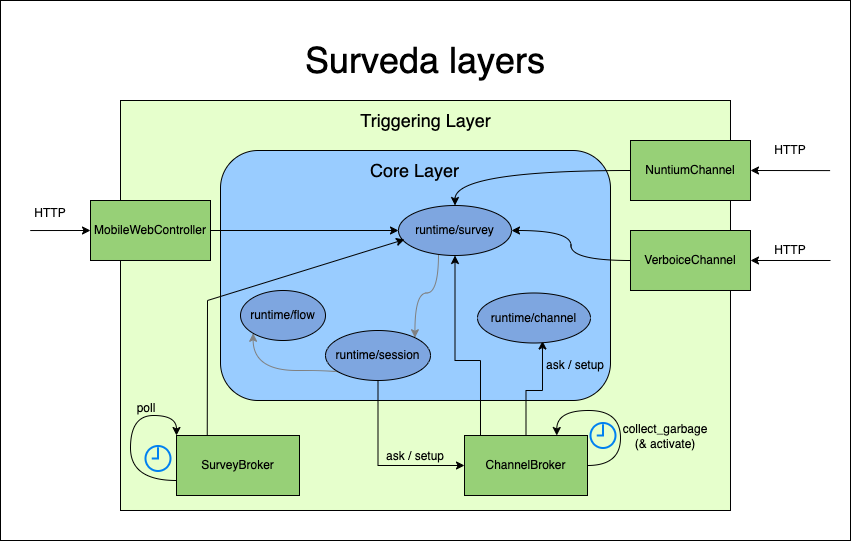 Surveda layers
Triggering Layer
Core Layer
HTTP
NuntiumChannel
HTTP
MobileWebController
runtime/survey
HTTP
VerboiceChannel
runtime/flow
runtime/channel
runtime/session
ask / setup
poll
collect_garbage
(& activate)
SurveyBroker
ask / setup
ChannelBroker